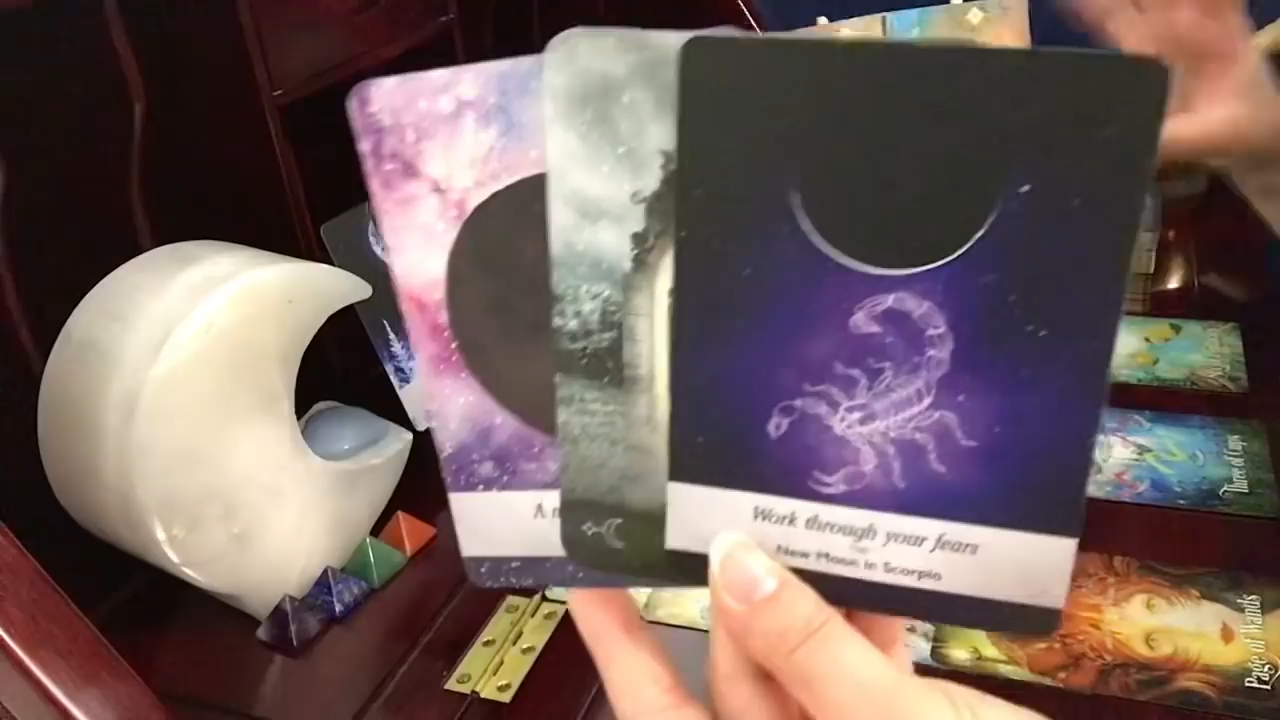 A n
Work through your fears
New Moon in Scorpio
Three of Cups
Page of Wands